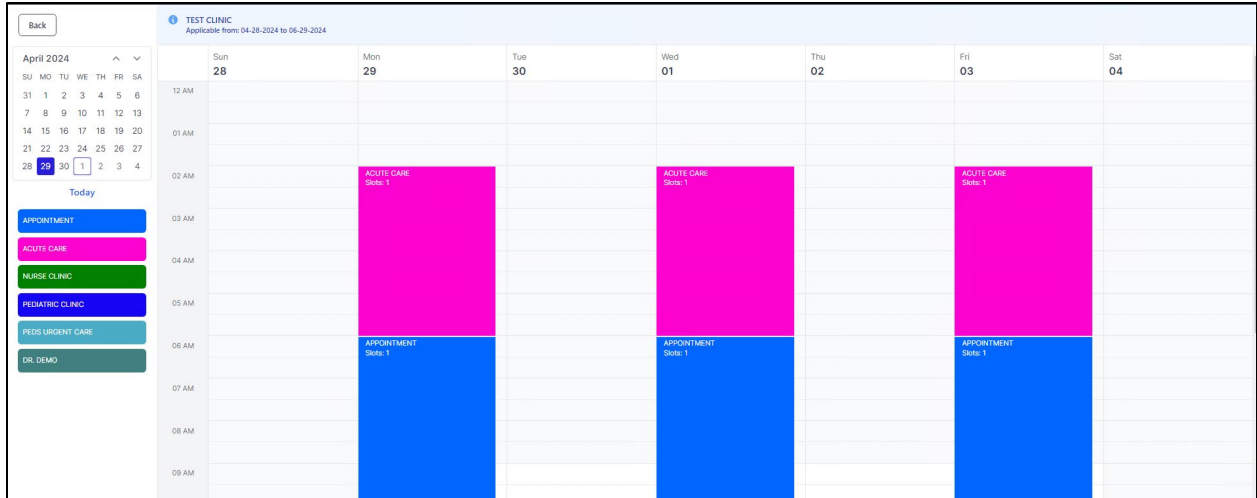 Back
TEST CLINIC
Applicable from: 04-28-2024 to 06-29-2024
April 2024
SU MO TU WE TH FR SA
31 1 2 3 4 5 6
7 8 9 10 11 12 13
14 15 16 17 18 19 20
21 22 23 24 25 26 27
28 29 30 1 2 3 4
Today
APPOINTMENT
ACUTE CARE
NURSE CLINIC
PEDIATRIC CLINIC
PEDS URGENT CARE
DR. DEMO
Sun Mon Tue Wed Thu Fri Sat
28 29 30 01 02 03 04
12 AM
01 AM
02 AM
ACUTE CARE ACUTE CARE ACUTE CARE
Slots: 1 Slots: 1 Slots: 1
03 AM
04 AM
05 AM
06 AM
APPOINTMENT APPOINTMENT APPOINTMENT
Slots: 1 Slots: 1 Slots: 1
07 AM
08 AM
09 AM